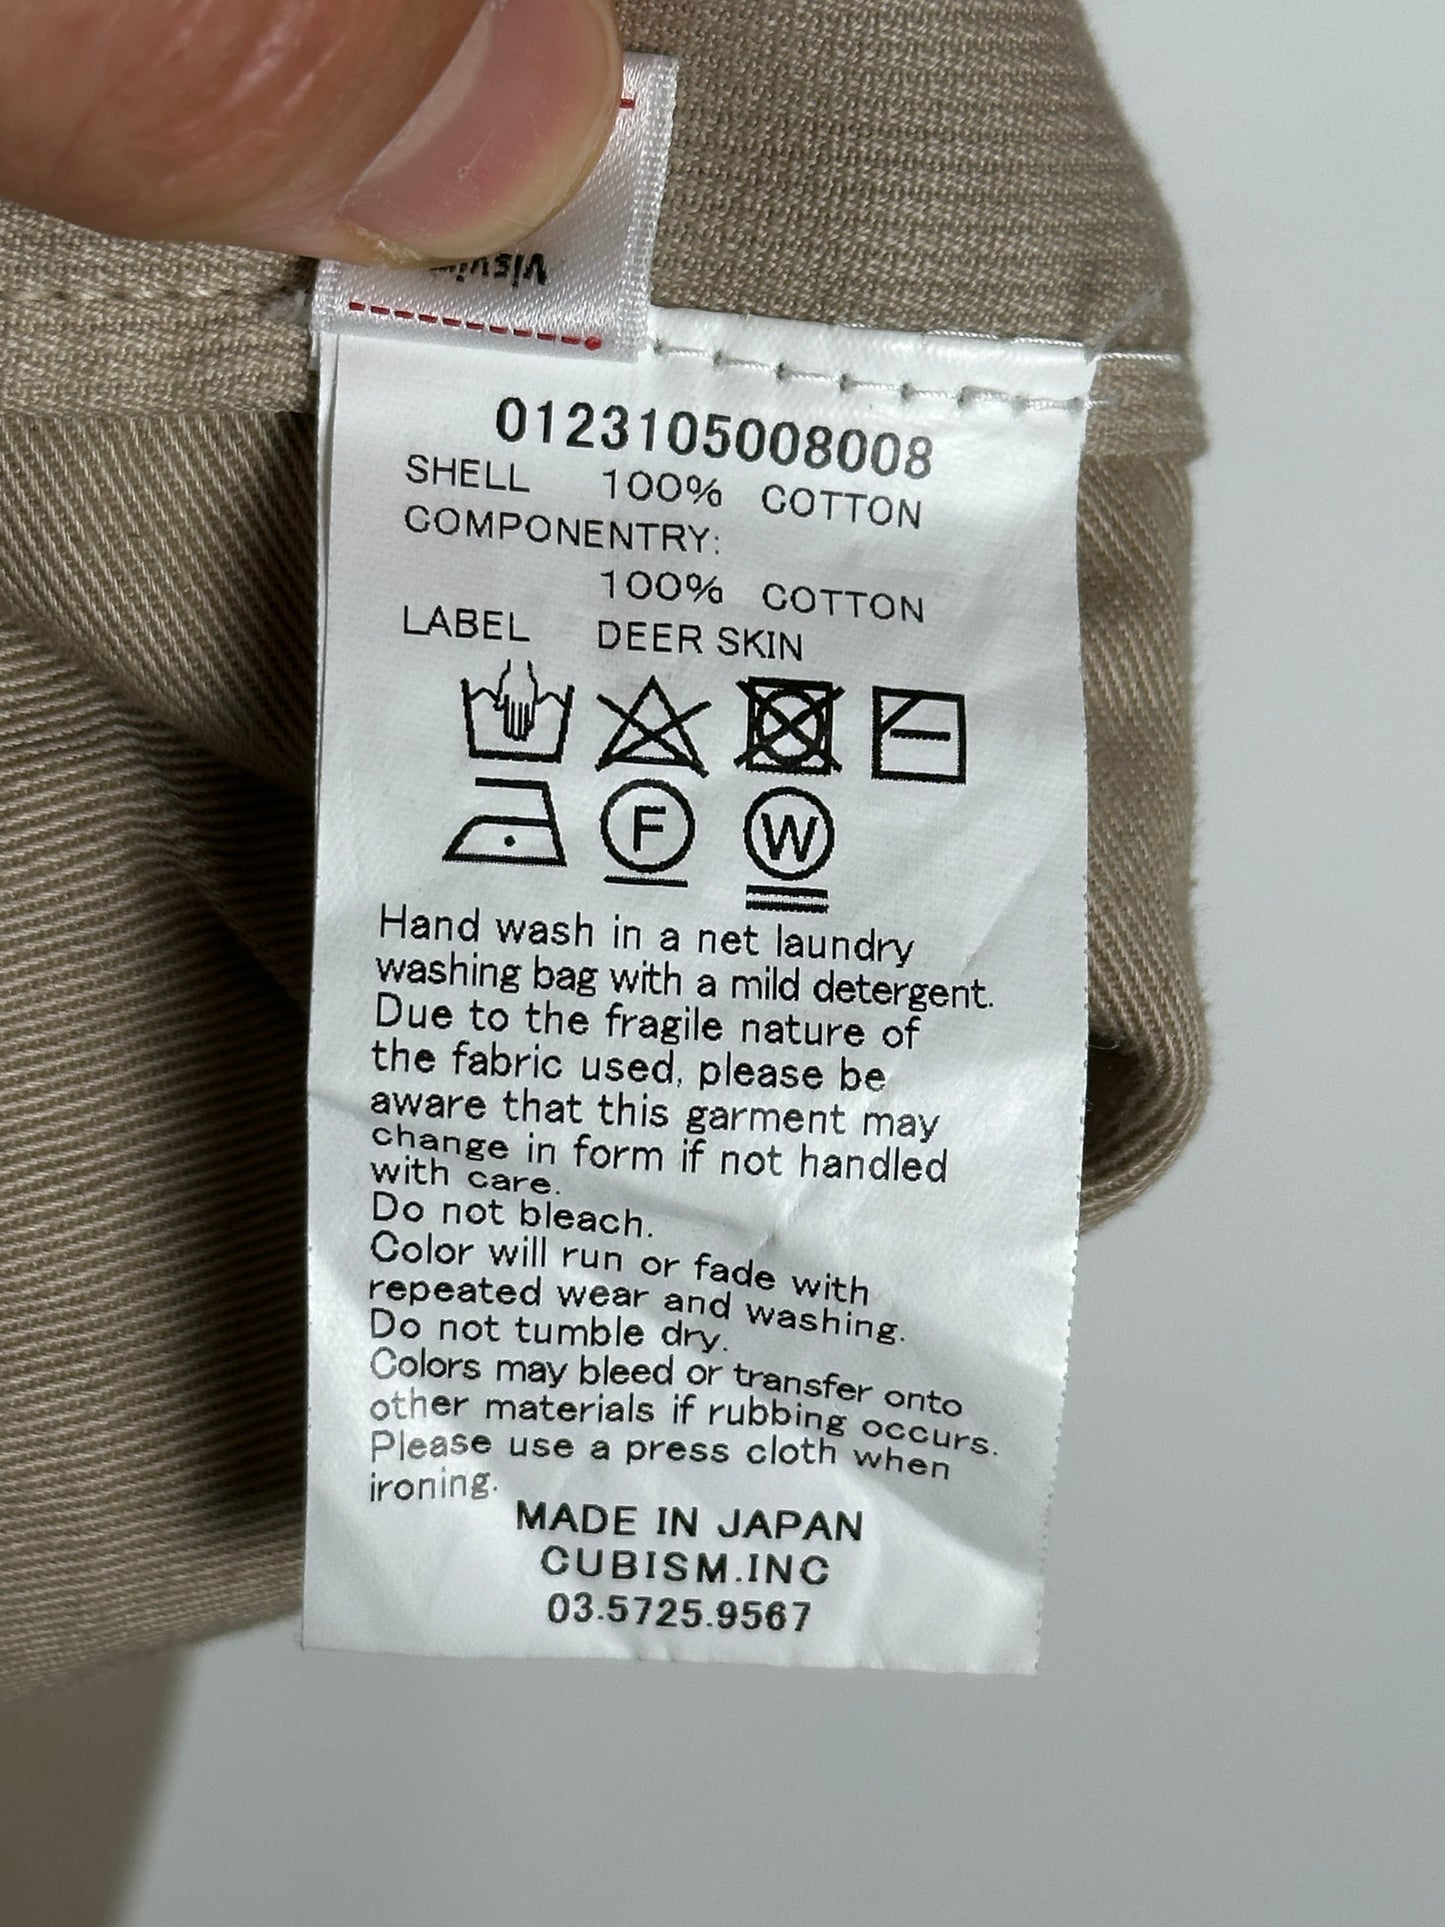 0123105008008
SHELL 100% COTTON
COMPONENTRY:
100% COTTON
LABEL DEER SKIN
F W
Hand wash in a net laundry
washing bag with a mild detergent.
Due to the fragile nature of
the fabric used, please be
aware that this garment may
change in form if not handled
with care.
Do not bleach.
Color will run or fade with
repeated wear and washing.
Do not tumble dry.
Colors may bleed or transfer onto
other materials if rubbing occurs.
Please use a press cloth when
ironing.
MADE IN JAPAN
CUBISM.INC
03.5725.9567